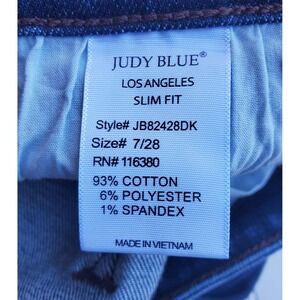 JUDY BLUE®
LOS ANGELES
SLIM FIT
Style# JB82428DK
Size# 7/28
RN# 116380
93% COTTON
6% POLYESTER
1% SPANDEX
MADE IN VIETNAM